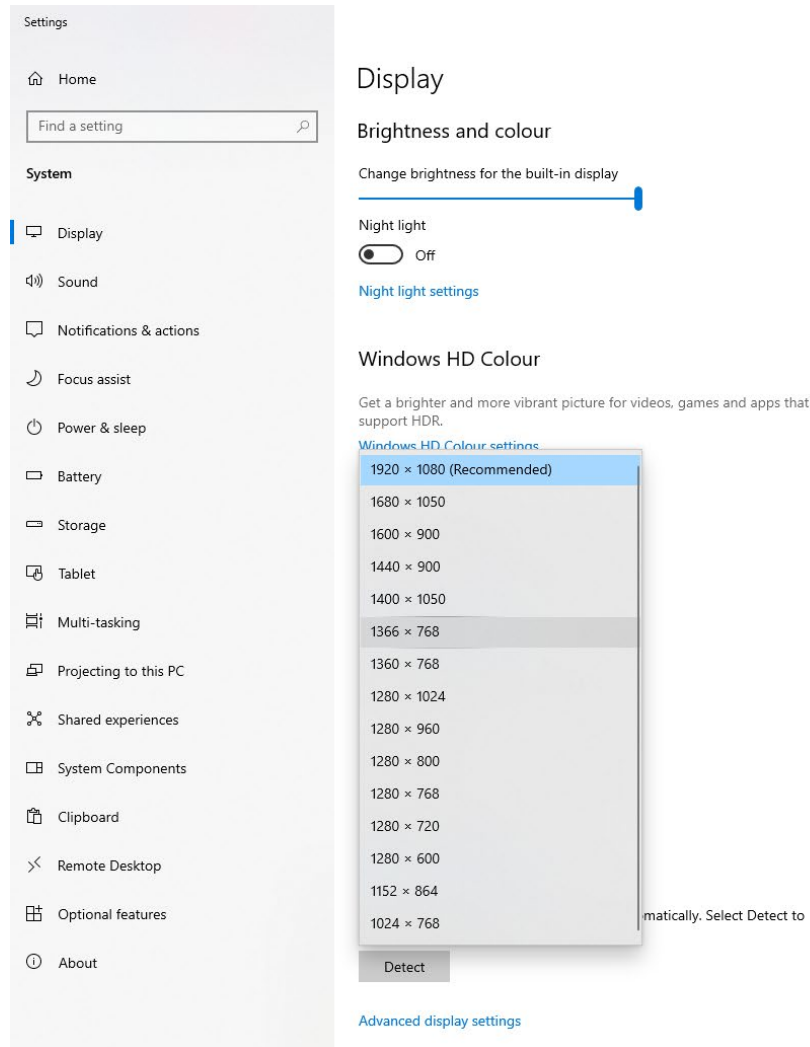 Settings
Home
Find a setting
System
Display
Sound
Notifications & actions
Focus assist
Power & sleep
Battery
Storage
Tablet
Multi-tasking
Projecting to this PC
Shared experiences
System Components
Clipboard
Remote Desktop
Optional features
About
Display
Brightness and colour
Change brightness for the built-in display
Night light
Off
Night light settings
Windows HD Colour
Get a brighter and more vibrant picture for videos, games and apps that
support HDR.
Windows HD Colour settings
1920 × 1080 (Recommended)
1680 × 1050
1600 × 900
1440 × 900
1400 × 1050
1366 × 768
1360 × 768
1280 × 1024
1280 × 960
1280 × 800
1280 × 768
1280 × 720
1280 × 600
1152 × 864
1024 × 768
matically. Select Detect to
Detect
Advanced display settings